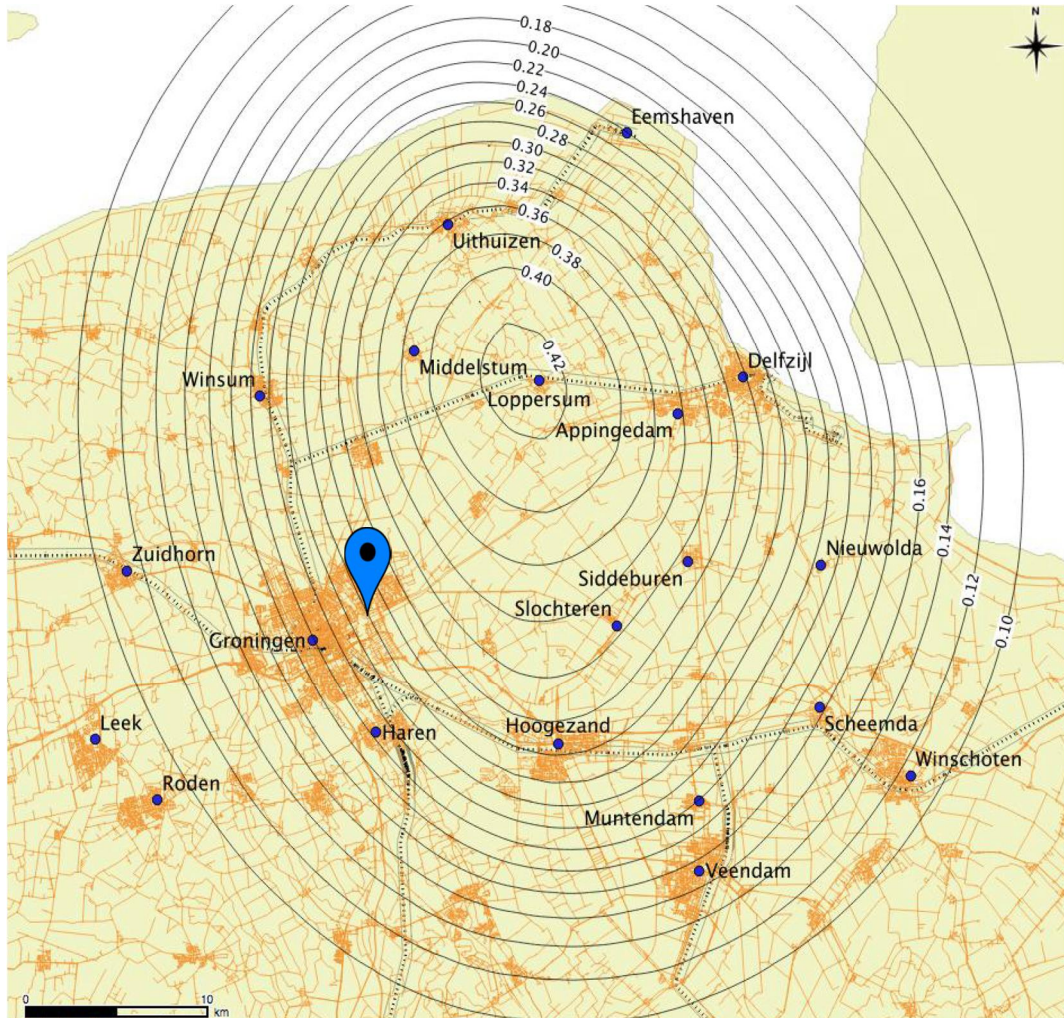 N
0.18
0.20
0.22
0.24
0.26
0.28
0.30
0.32
0.34
0.36
0.38
0.40
0.42
Eemshaven
Uithuizen
Middelstum
Delfzijl
Winsum
Loppersum
Appingedam
0.16
0.14
0.12
0.10
Zuidhorn
Nieuwolda
Siddeburen
Slochteren
Groningen
Leek
Haren
Hoogezand
Scheemda
Roden
Winschoten
Muntendam
Veendam
0 10
km